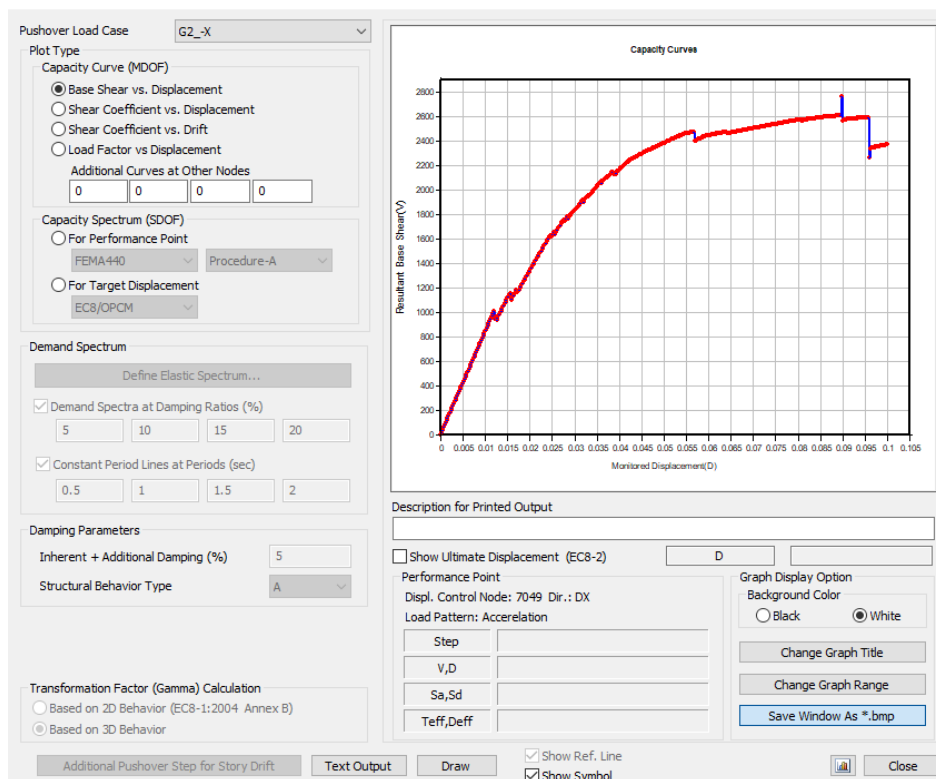 Pushover Load Case
G2_-X
Plot Type
Capacity Curve (MDOF)
Base Shear vs. Displacement
Shear Coefficient vs. Displacement
Shear Coefficient vs. Drift
Load Factor vs Displacement
Additional Curves at Other Nodes
0 0 0 0
Capacity Spectrum (SDOF)
For Performance Point
FEMA440 Procedure-A
For Target Displacement
EC8/OPCM
Demand Spectrum
Define Elastic Spectrum...
Demand Spectra at Damping Ratios (%)
5 10 15 20
Constant Period Lines at Periods (sec)
0.5 1 1.5 2
Damping Parameters
Inherent + Additional Damping (%) 5
Structural Behavior Type A
Transformation Factor (Gamma) Calculation
Based on 2D Behavior (EC8-1:2004 Annex B)
Based on 3D Behavior
Additional Pushover Step for Story Drift Text Output Draw
Capacity Curves
Resultant Base Shear(V)
2800
2600
2400
2200
2000
1800
1600
1400
1200
1000
800
600
400
200
0
0 0.005 0.01 0.015 0.02 0.025 0.03 0.035 0.04 0.045 0.05 0.055 0.06 0.065 0.07 0.075 0.08 0.085 0.09 0.095 0.1 0.105
Monitored Displacement(D)
Description for Printed Output
Show Ultimate Displacement (EC8-2) D
Performance Point
Displ. Control Node: 7049 Dir.: DX
Load Pattern: Accerelation
Step
V,D
Sa,Sd
Teff,Deff
Graph Display Option
Background Color
Black White
Change Graph Title
Change Graph Range
Save Window As *.bmp
Show Ref. Line
Show Symbol
Close